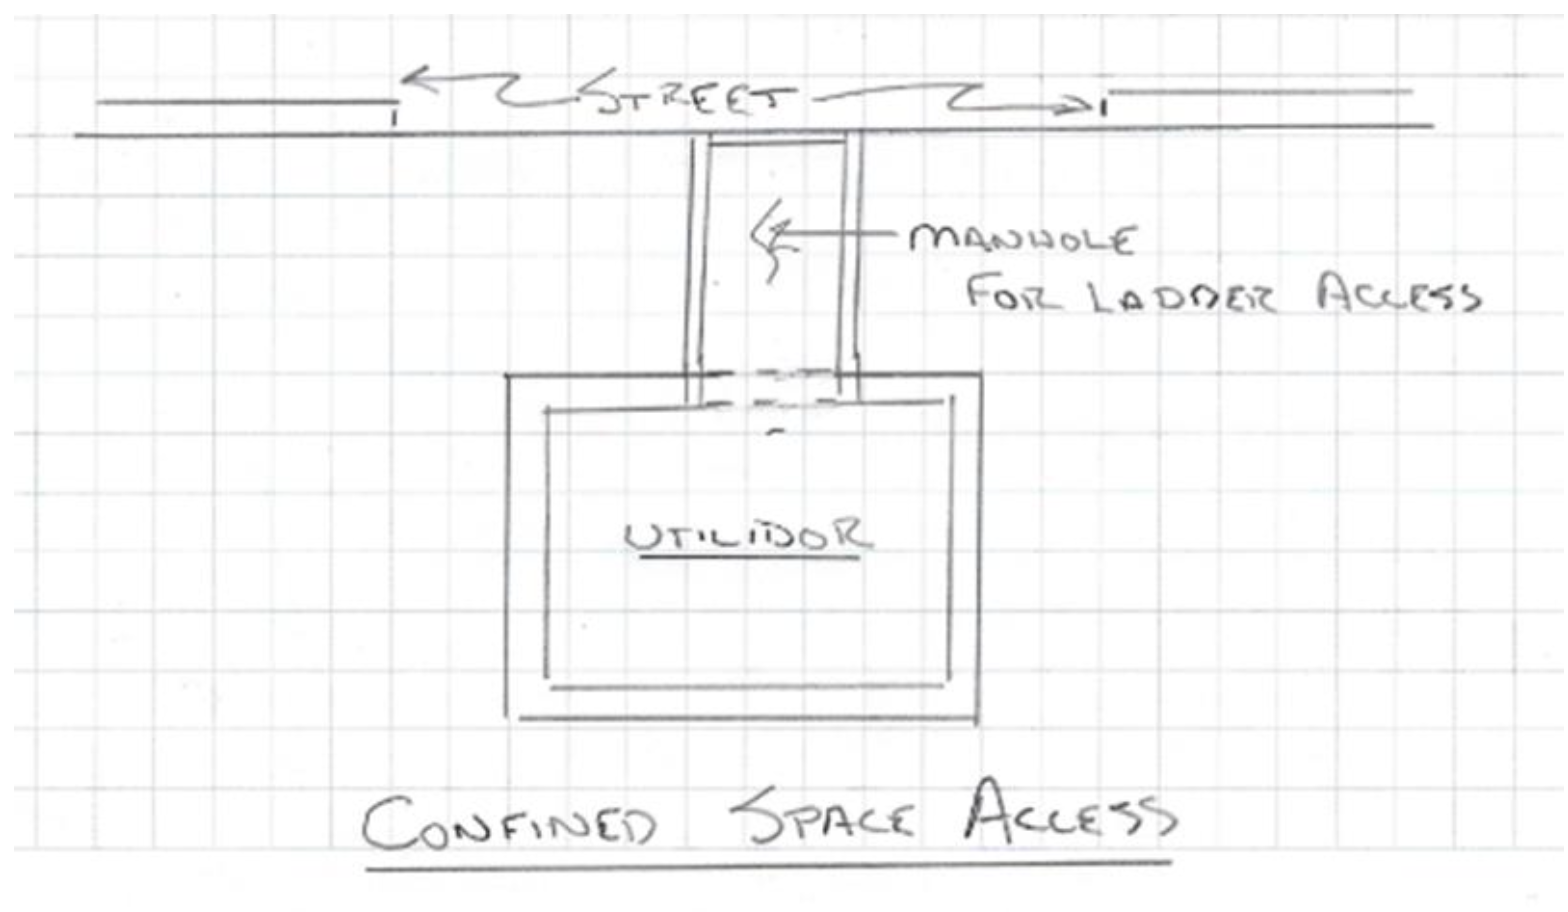 STREET
MANHOLE
FOR LADDER ACCESS
UTILIDOR
CONFINED SPACE ACCESS